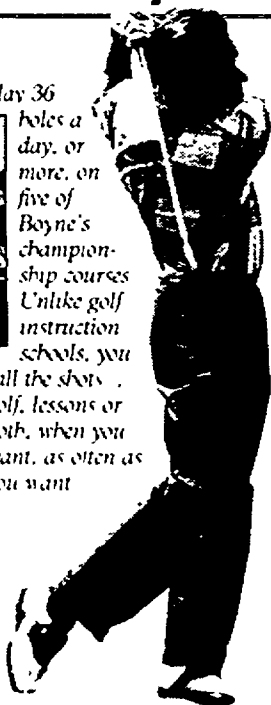 lay 36
holes a
day, or
more, on
five of
Boyne's
champion-
ship courses
Unlike golf
instruction
schools, you
all the shots . .
olf, lessons or
oth, when you
ant, as often as
ou want